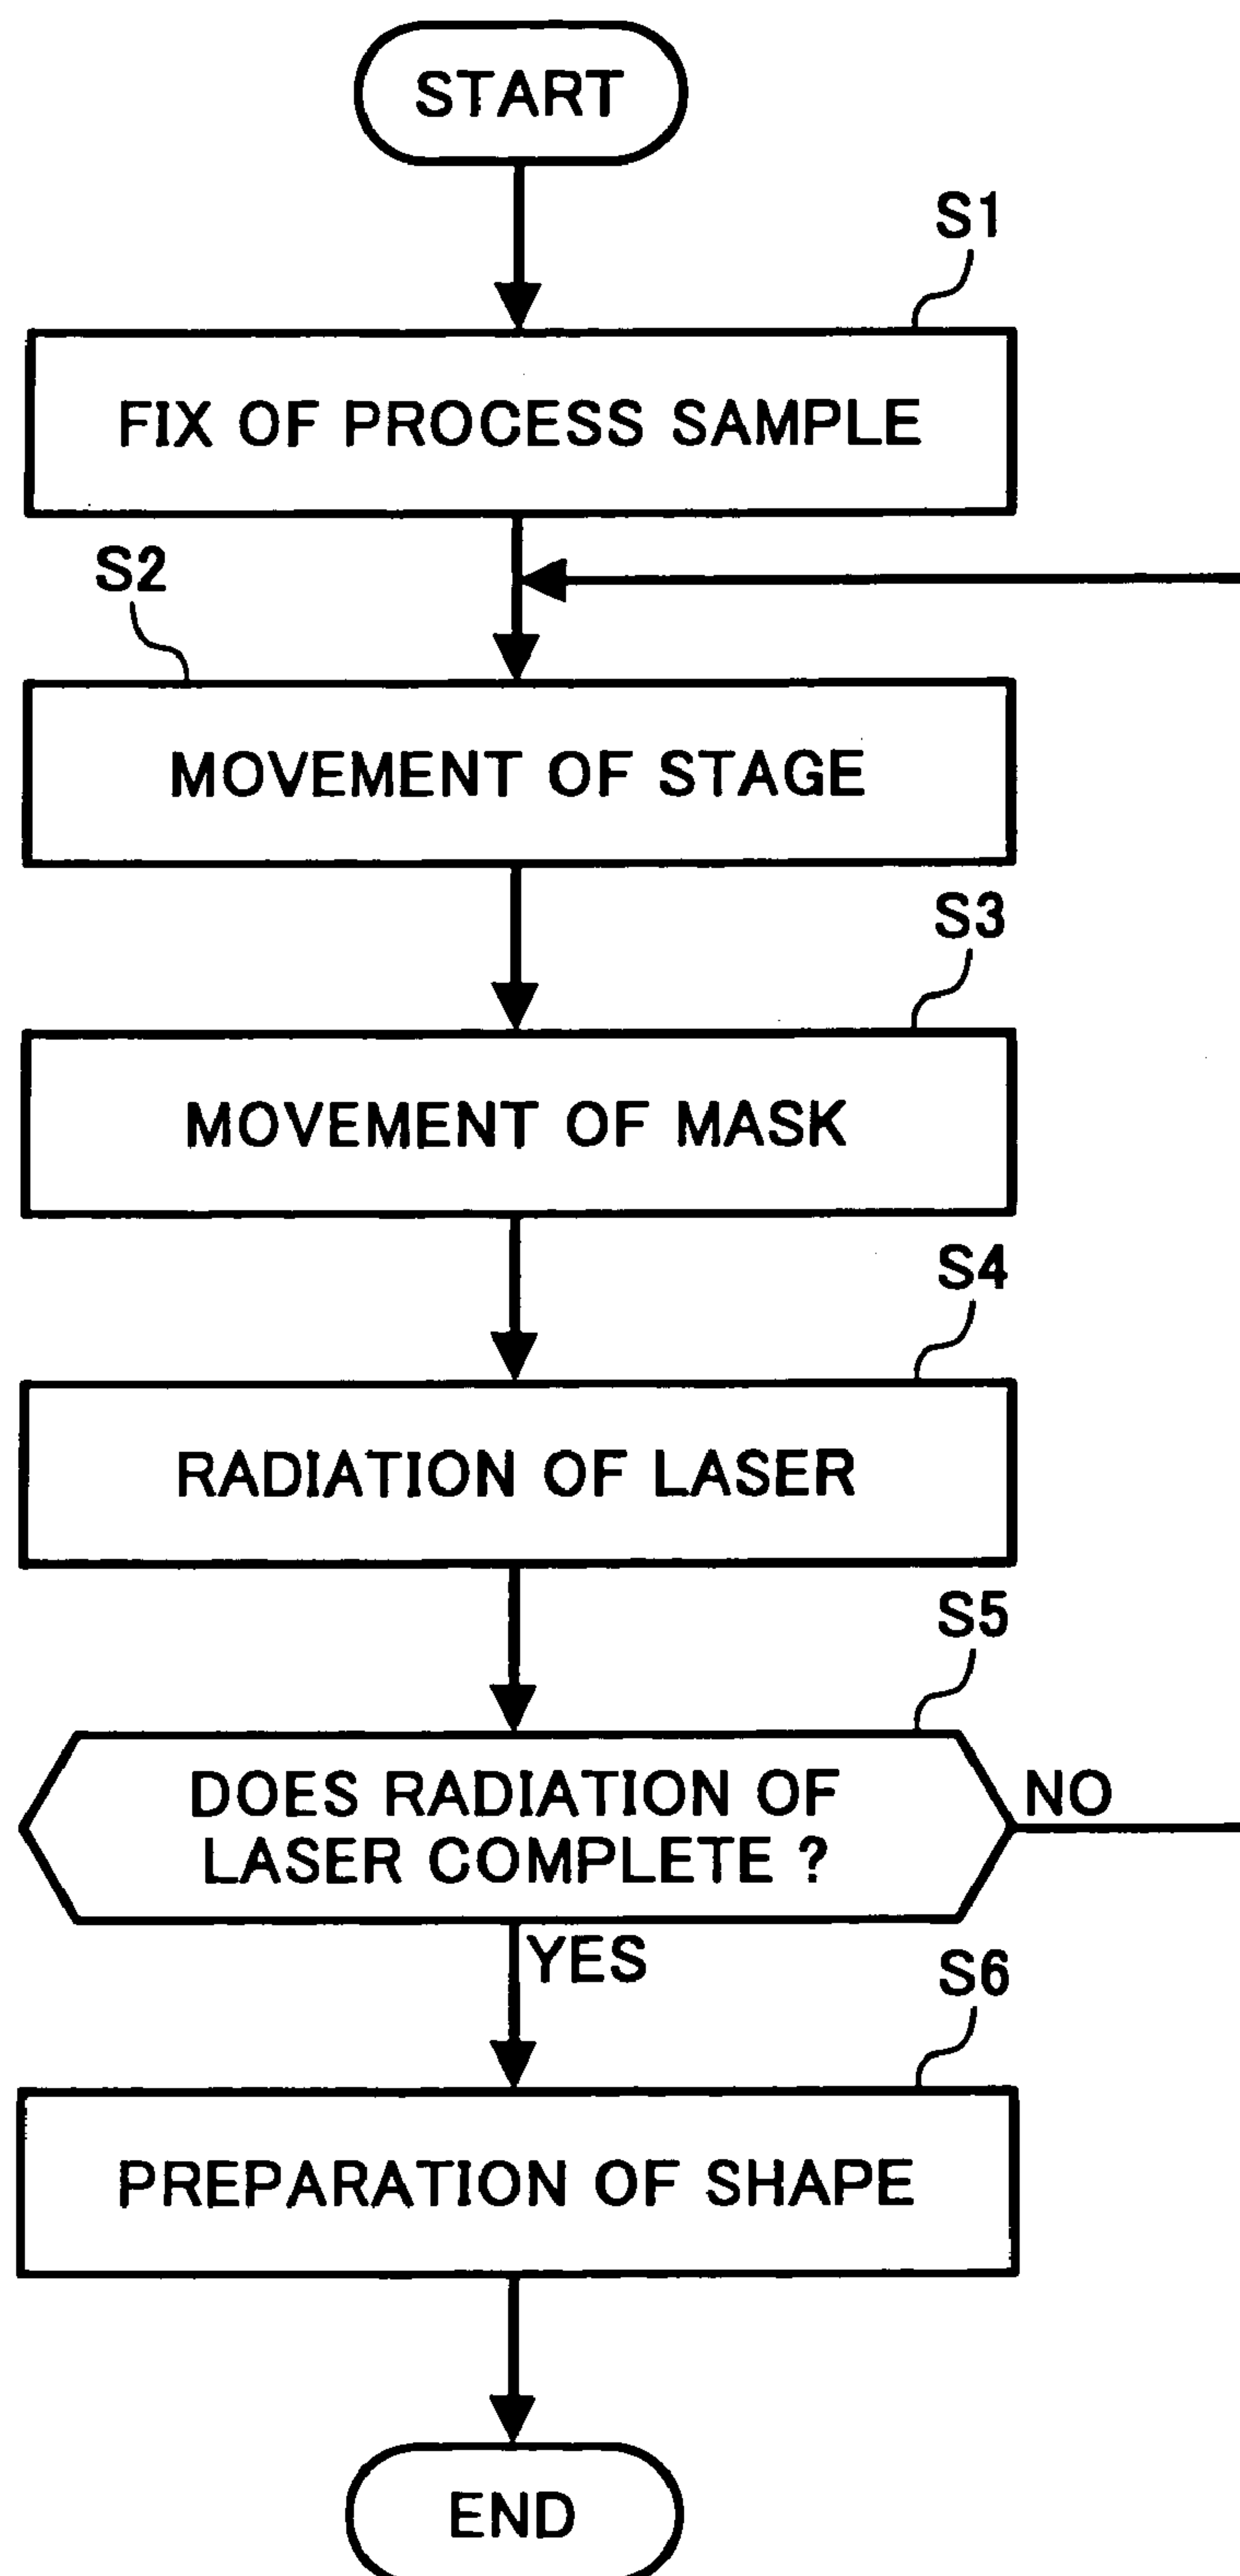 START
S1
FIX OF PROCESS SAMPLE
S2
MOVEMENT OF STAGE
S3
MOVEMENT OF MASK
S4
RADIATION OF LASER
S5
DOES RADIATION OF
LASER COMPLETE ?
NO
YES
S6
PREPARATION OF SHAPE
END